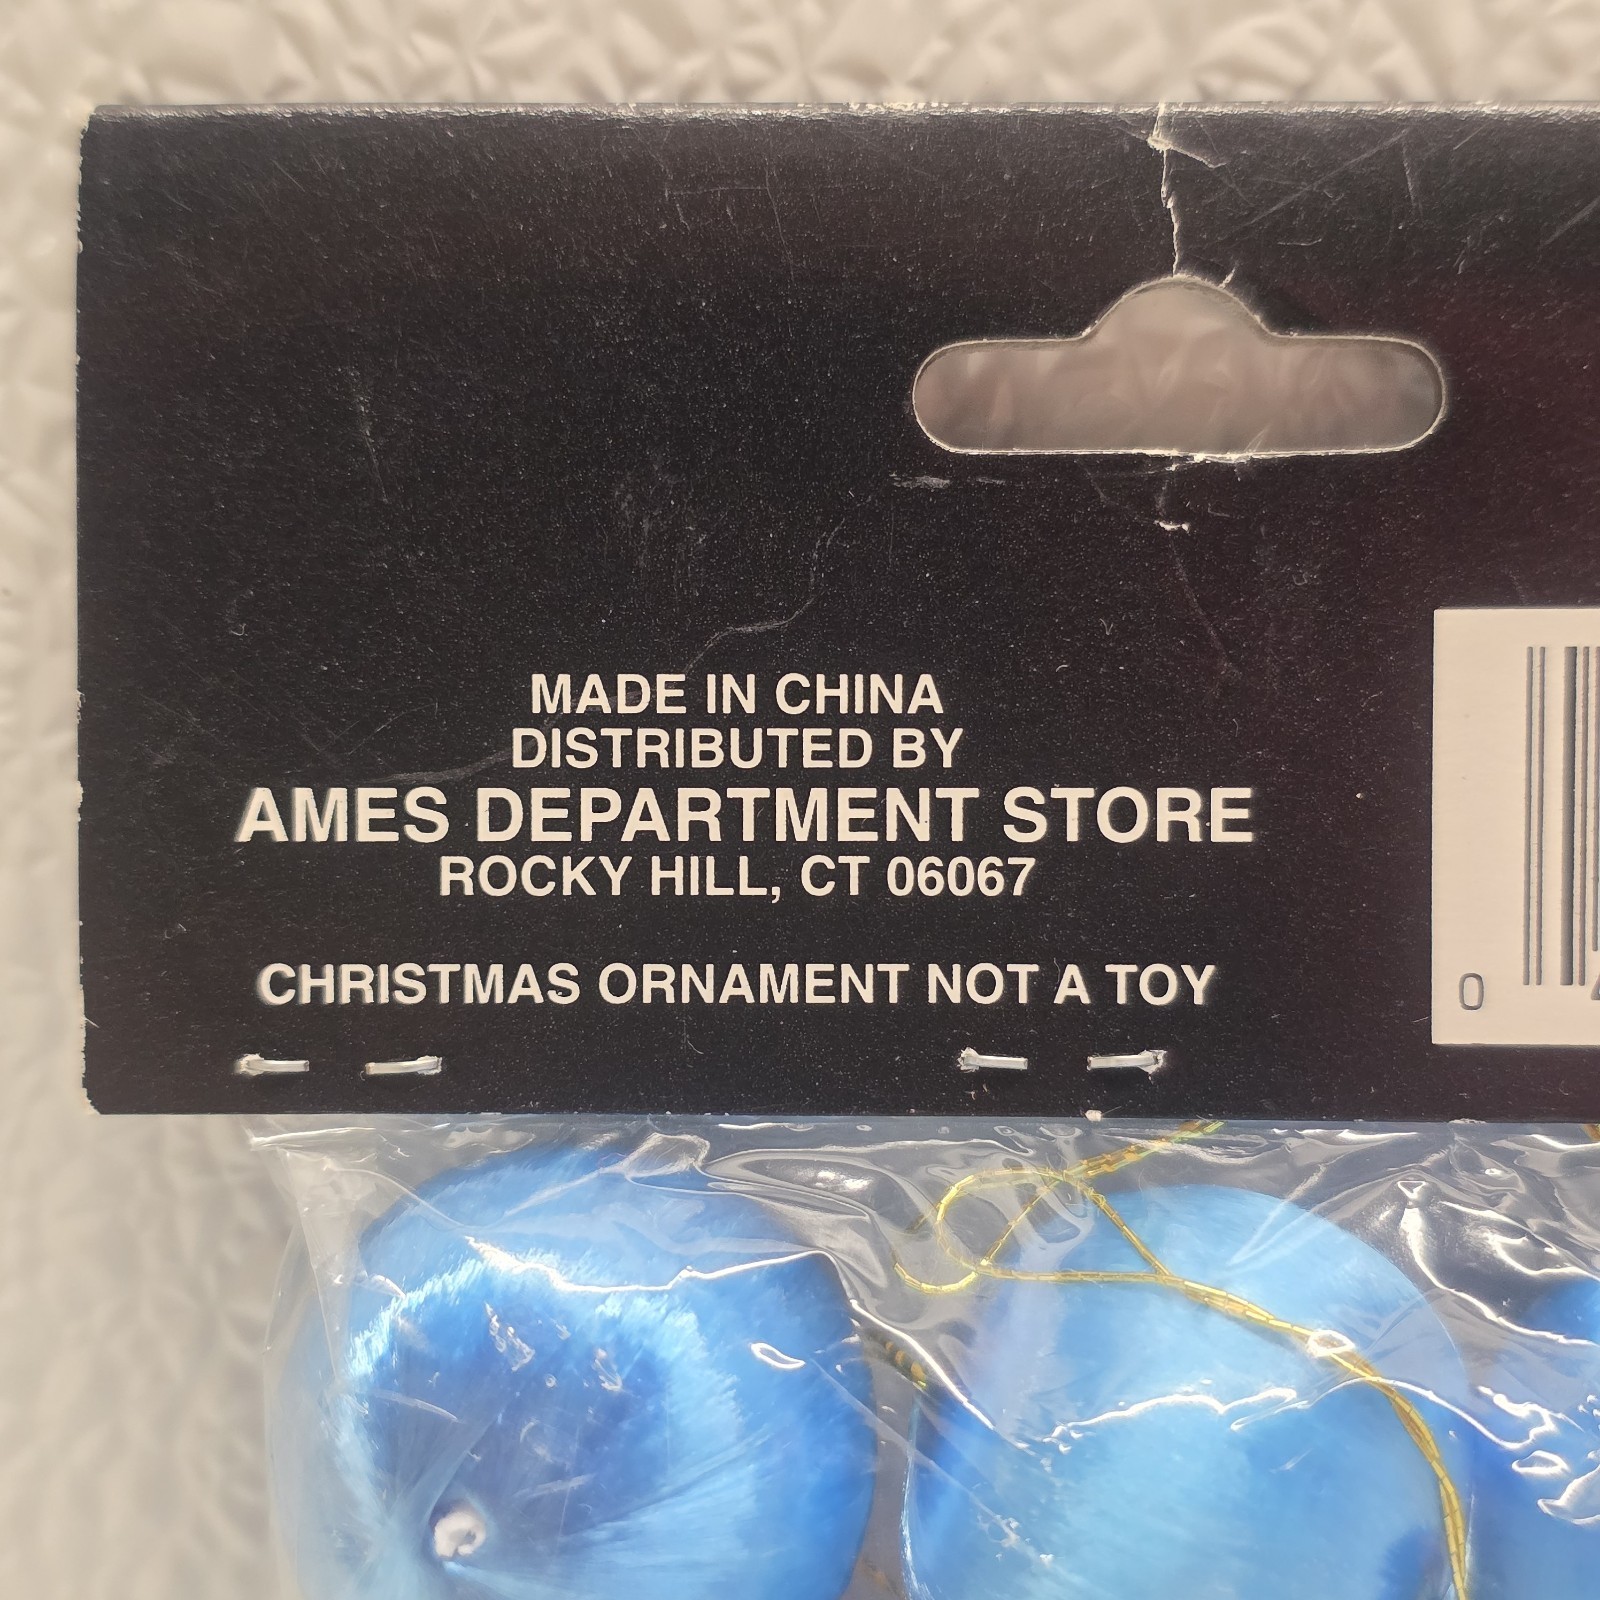 MADE IN CHINA
DISTRIBUTED BY
AMES DEPARTMENT STORE
ROCKY HILL, CT 06067
CHRISTMAS ORNAMENT NOT A TOY
0